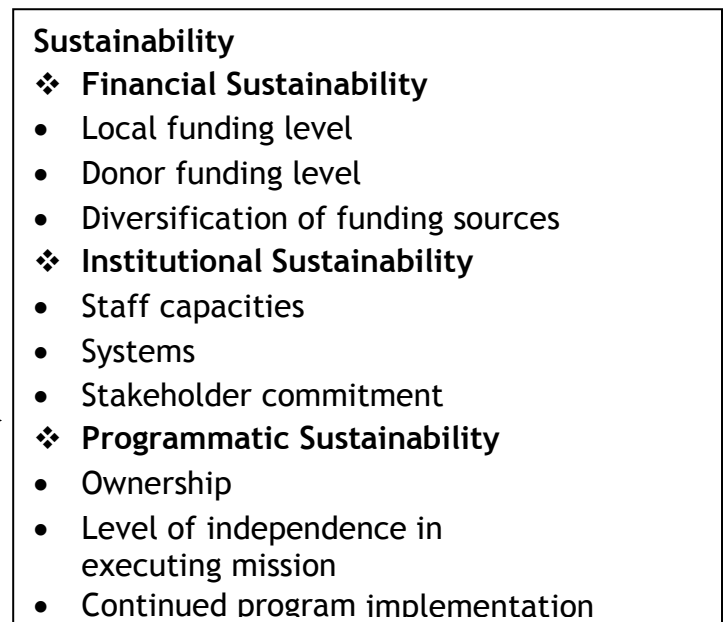 Sustainability
❖ Financial Sustainability
• Local funding level
• Donor funding level
• Diversification of funding sources
❖ Institutional Sustainability
• Staff capacities
• Systems
• Stakeholder commitment
❖ Programmatic Sustainability
• Ownership
• Level of independence in
executing mission
• Continued program implementation